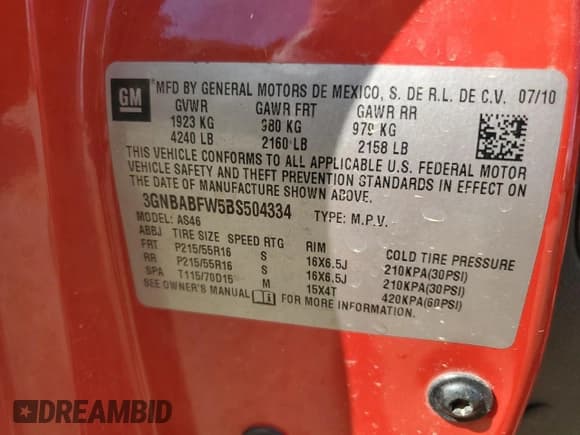 GM
MFD BY GENERAL MOTORS DE MEXICO, S. DE R.L. DE C.V. 07/10
GVWR GAWR FRT GAWR RR
1923 KG 980 KG 979 KG
4240 LB 2160 LB 2158 LB
THIS VEHICLE CONFORMS TO ALL APPLICABLE U.S. FEDERAL MOTOR
VEHICLE SAFETY AND THEFT PREVENTION STANDARDS IN EFFECT ON
THE DATE OF MANUFACTURE SHOWN ABOVE.
3GNBABFW5BS504334 TYPE: M.P.V.
MODEL: AS46
ABBJ TIRE SIZE SPEED RTG RIM COLD TIRE PRESSURE
FRT P215/55R16 S 16X6.5J 210KPA(30PSI)
RR P215/55R16 S 16X6.5J 210KPA(30PSI)
SPA T115/70D15 M 15X4T 420KPA(60PSI)
SEE OWNER'S MANUAL FOR MORE INFORMATION.
DREAMBID